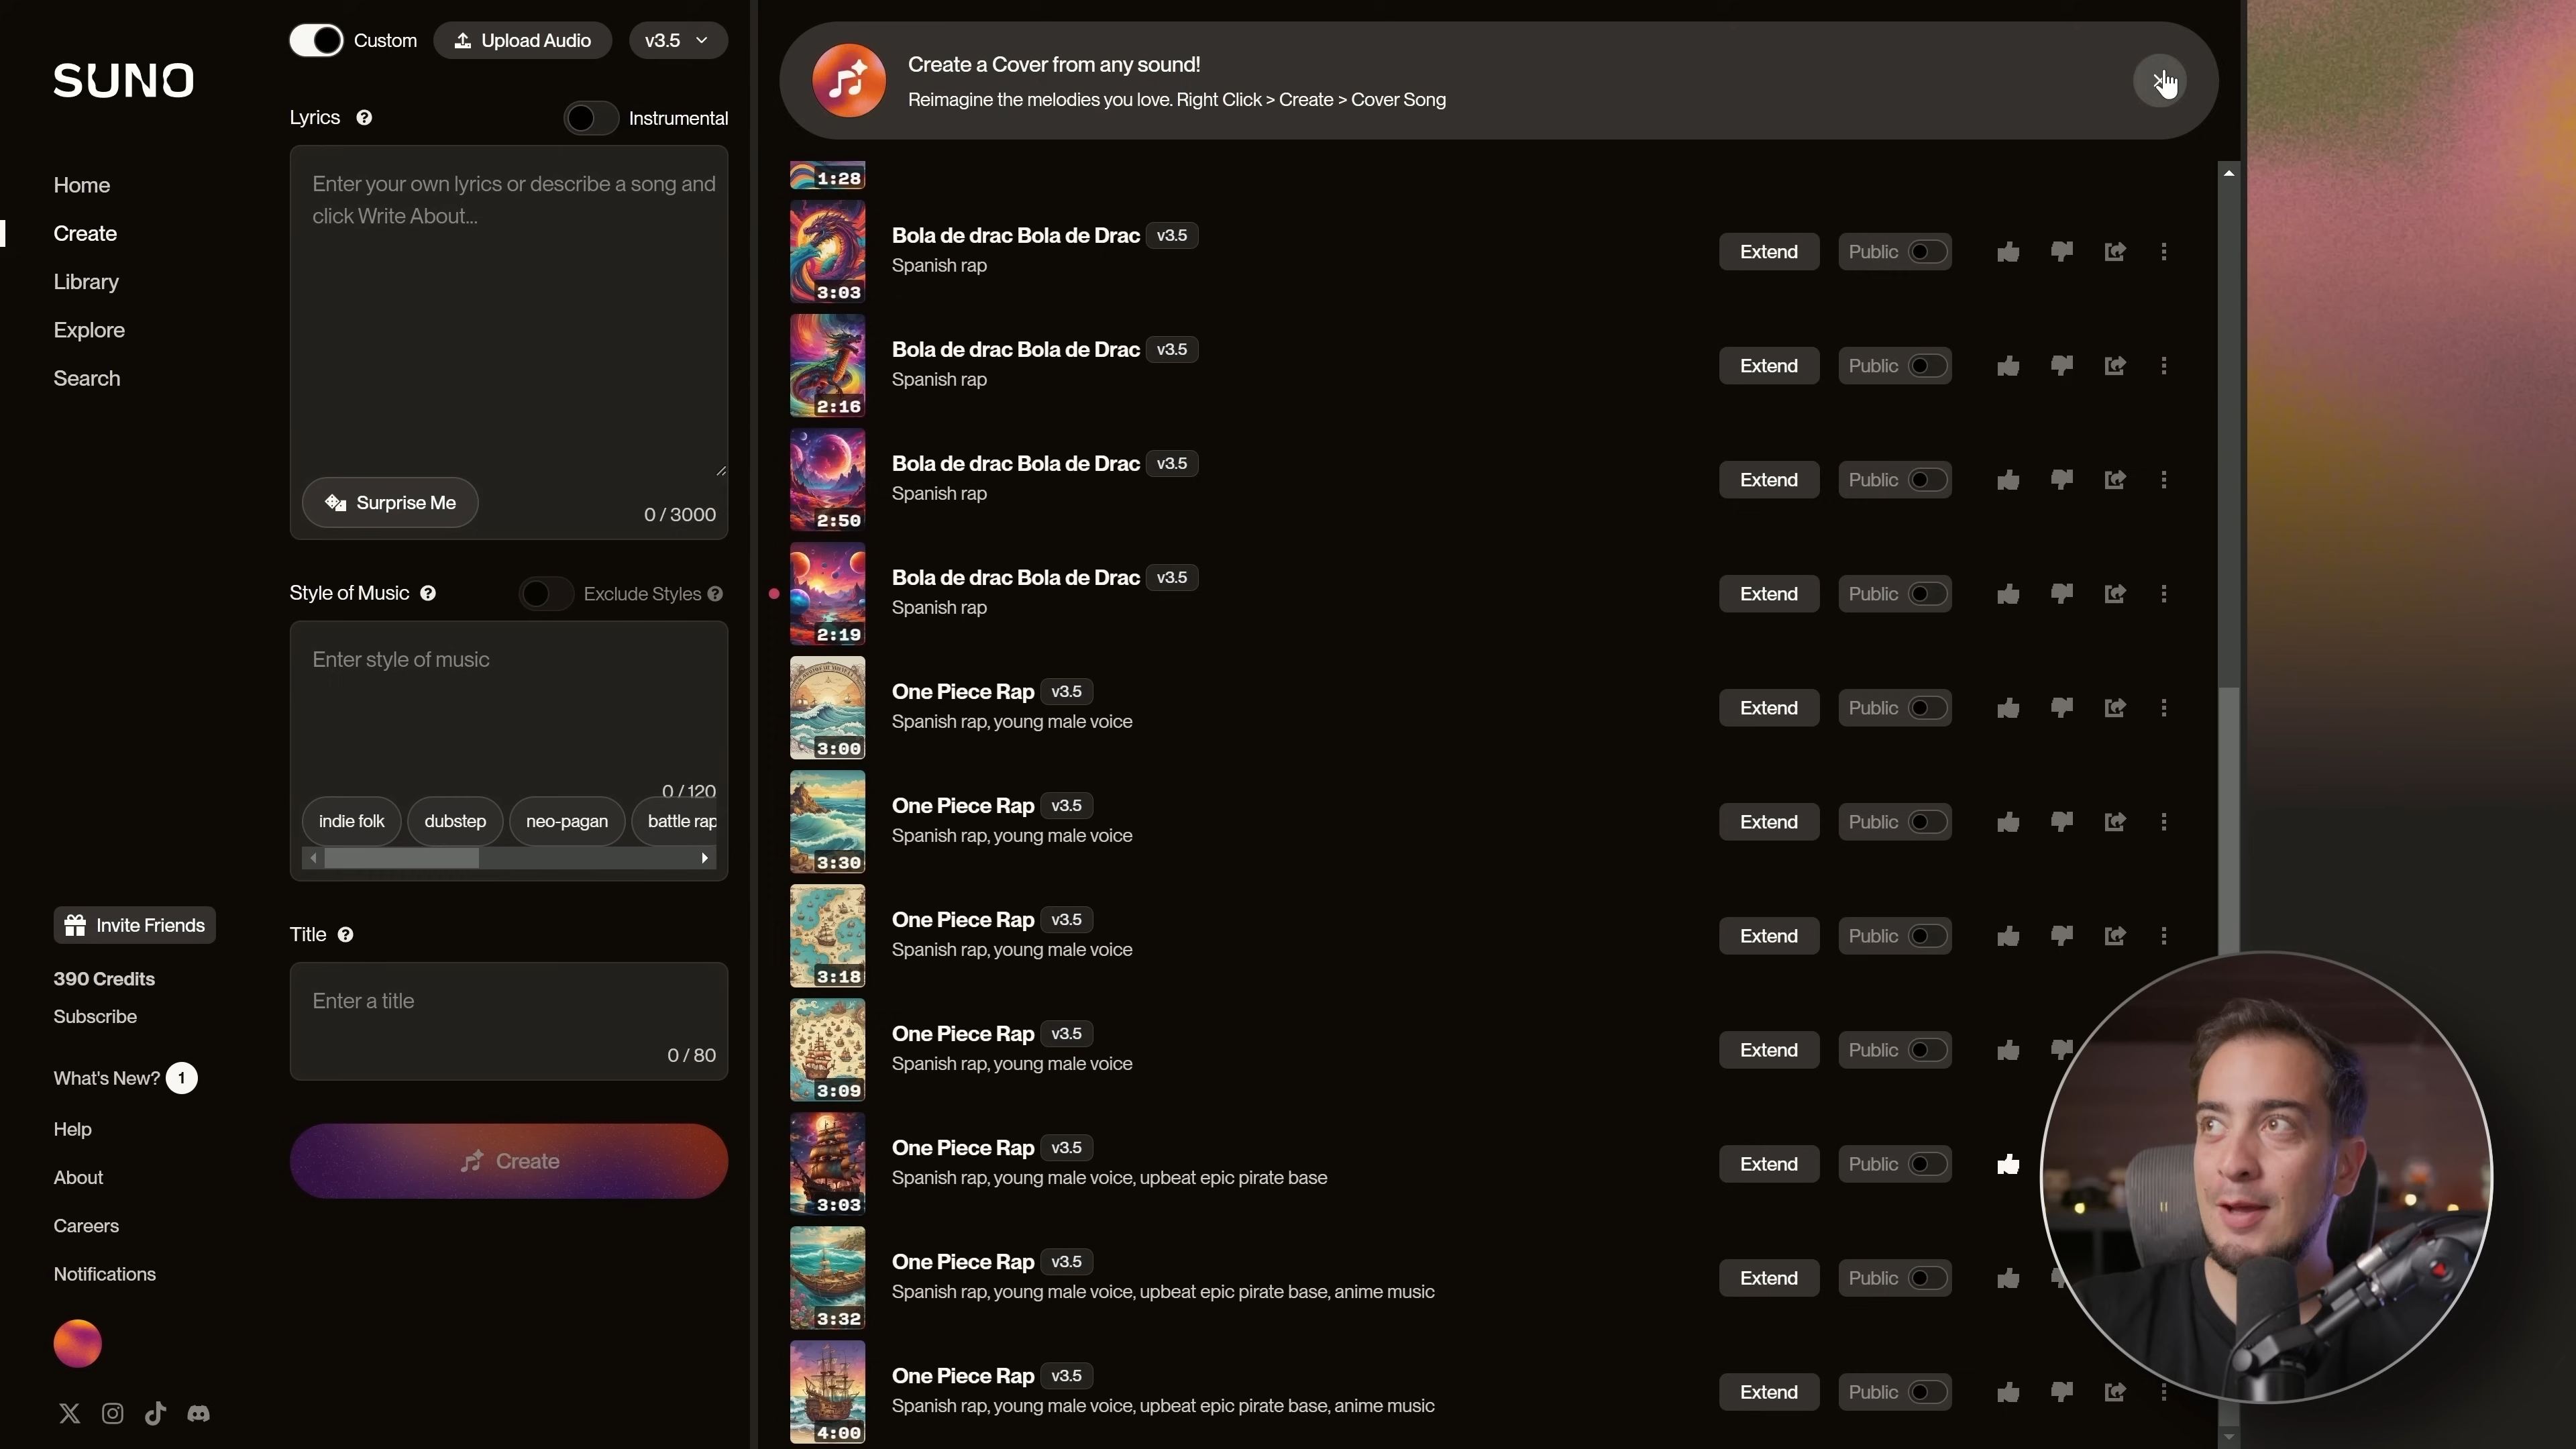 SUNO
Home
Create
Library
Explore
Search
Invite Friends
390 Credits
Subscribe
What's New? 1
Help
About
Careers
Notifications
Custom
Upload Audio
v3.5
Lyrics
Instrumental
Enter your own lyrics or describe a song and
click Write About...
Surprise Me
0 / 3000
Style of Music
Exclude Styles
Enter style of music
0 / 120
indie folk
dubstep
neo-pagan
battle rap
Title
Enter a title
0 / 80
Create
Create a Cover from any sound!
Reimagine the melodies you love. Right Click > Create > Cover Song
1:28
Bola de drac Bola de Drac v3.5
Spanish rap
3:03
Extend
Public
Bola de drac Bola de Drac v3.5
Spanish rap
2:16
Extend
Public
Bola de drac Bola de Drac v3.5
Spanish rap
2:50
Extend
Public
Bola de drac Bola de Drac v3.5
Spanish rap
2:19
Extend
Public
One Piece Rap v3.5
Spanish rap, young male voice
3:00
Extend
Public
One Piece Rap v3.5
Spanish rap, young male voice
3:30
Extend
Public
One Piece Rap v3.5
Spanish rap, young male voice
3:18
Extend
Public
One Piece Rap v3.5
Spanish rap, young male voice
3:09
Extend
Public
One Piece Rap v3.5
Spanish rap, young male voice, upbeat epic pirate base
3:03
Extend
Public
One Piece Rap v3.5
Spanish rap, young male voice, upbeat epic pirate base, anime music
3:32
Extend
Public
One Piece Rap v3.5
Spanish rap, young male voice, upbeat epic pirate base, anime music
4:00
Extend
Public